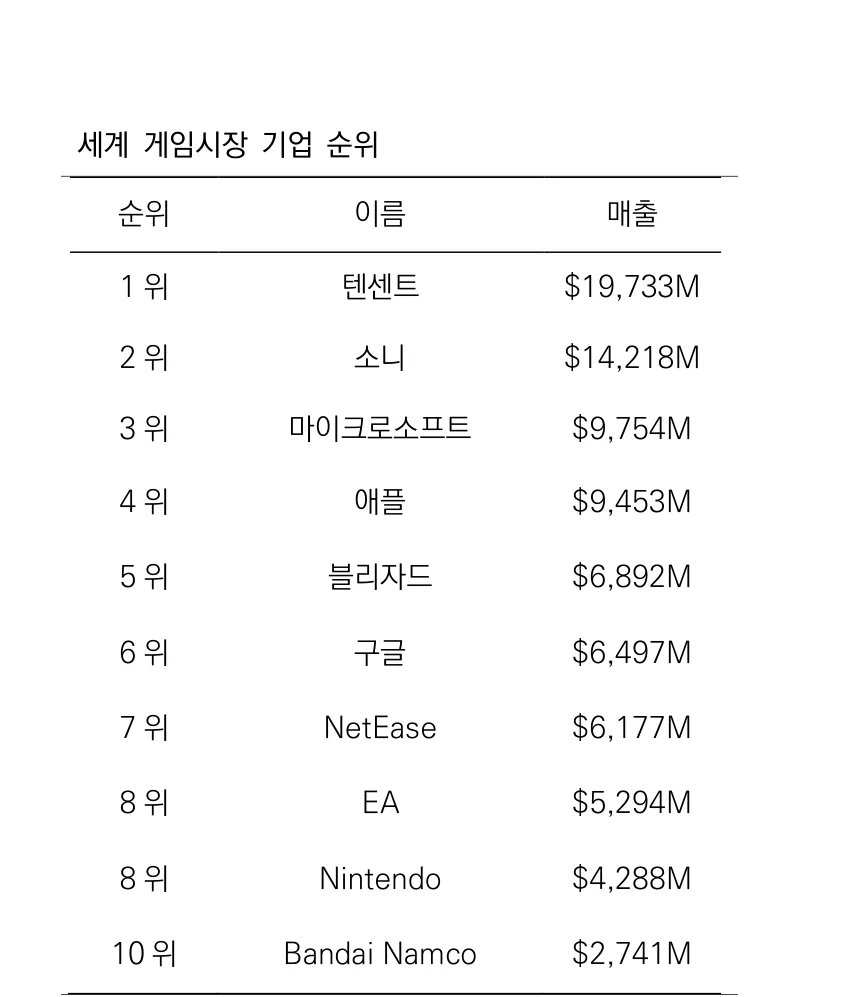 세계 게임시장 기업 순위
순위 이름 매출
1 위 텐센트 $19,733M
2 위 소니 $14,218M
3 위 마이크로소프트 $9,754M
4 위 애플 $9,453M
5 위 블리자드 $6,892M
6 위 구글 $6,497M
7 위 NetEase $6,177M
8 위 EA $5,294M
8 위 Nintendo $4,288M
10 위 Bandai Namco $2,741M